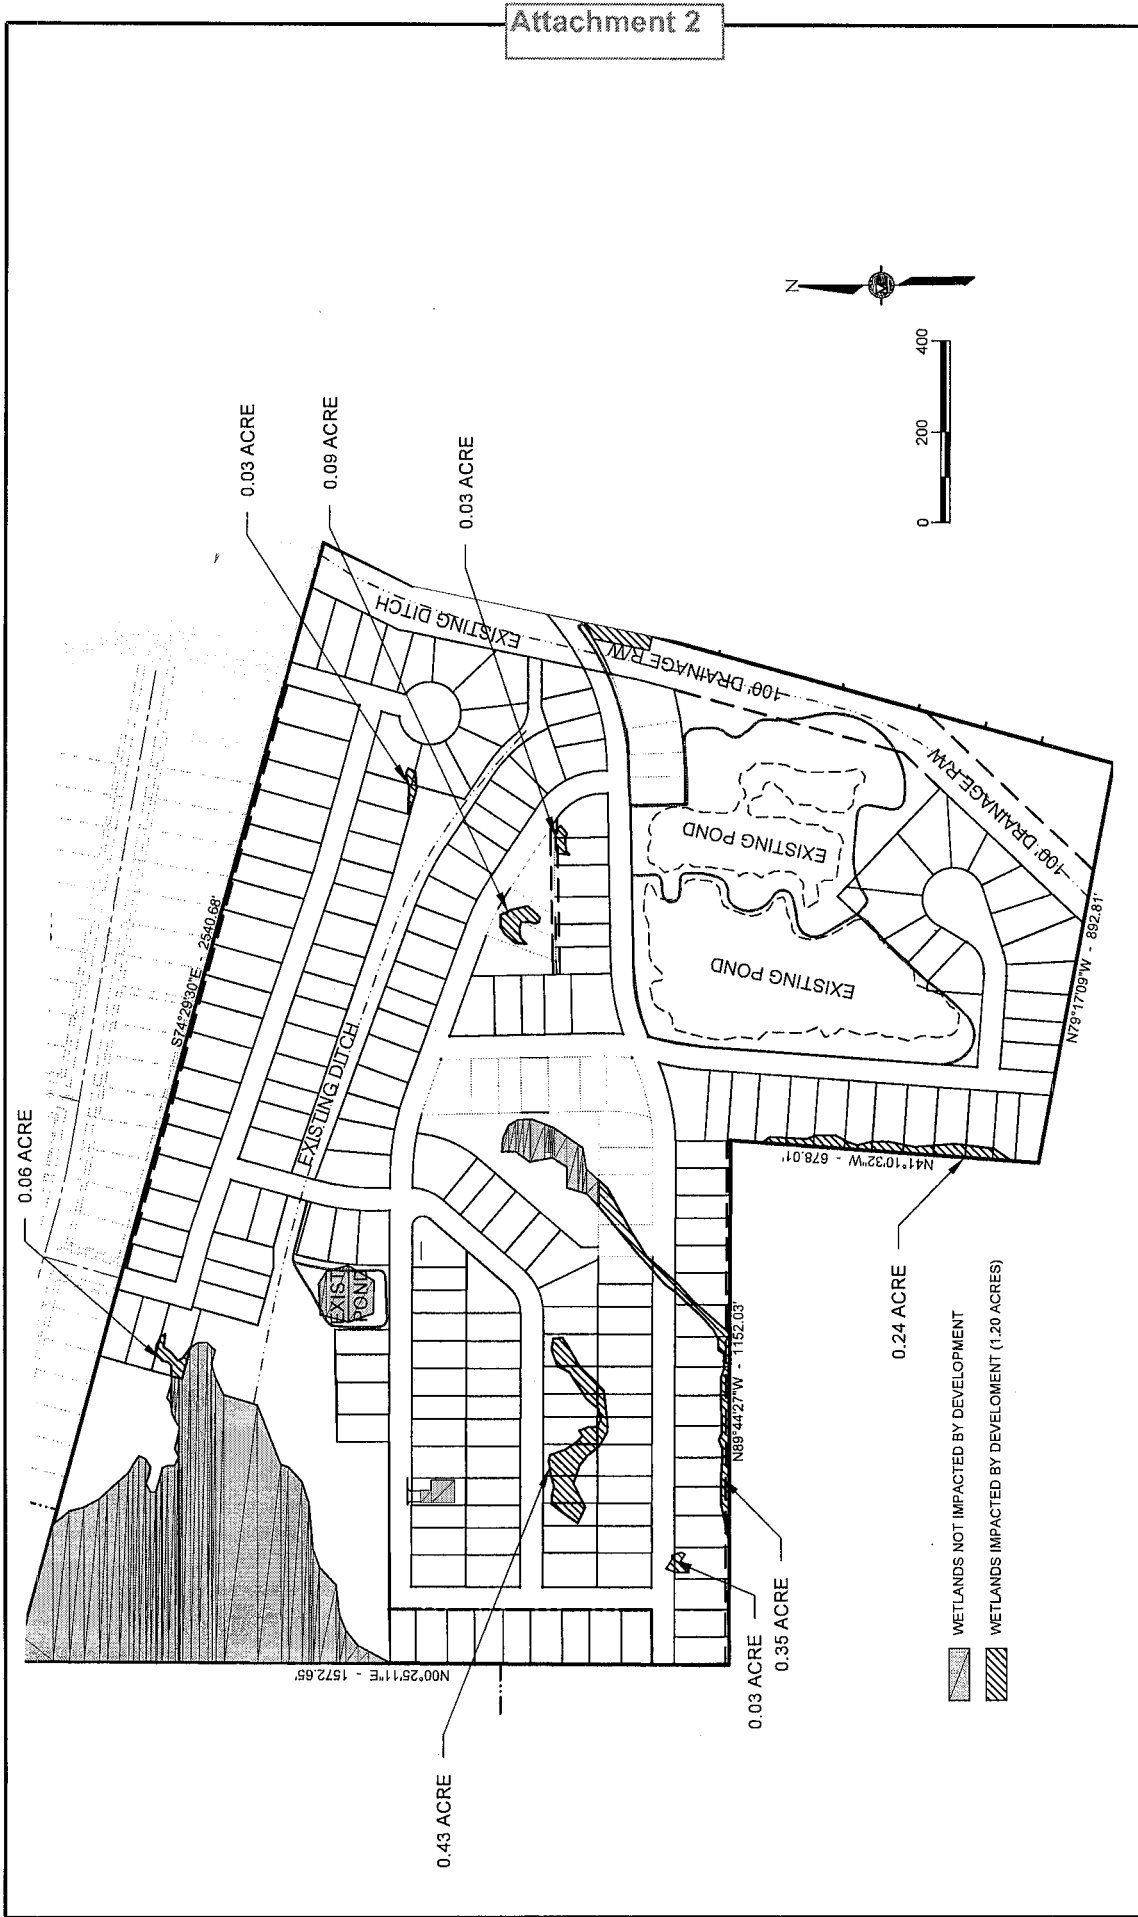 Attachment 2
0.06 ACRE
0.03 ACRE
0.09 ACRE
0.03 ACRE
S74°29'30"E - 2540.68'
EXISTING DITCH
EXISTING DITCH
100' DRAINAGE R/W
100' DRAINAGE R/W
EXIST
POND
EXISTING POND
EXISTING POND
N79°17'09"W - 892.81'
N41°10'32"W - 678.01'
N89°44'27"W - 1152.03'
N00°25'11"E - 1572.65'
0.24 ACRE
0.43 ACRE
0.03 ACRE
0.35 ACRE
N
0 200 400
WETLANDS NOT IMPACTED BY DEVELOPMENT
WETLANDS IMPACTED BY DEVELOMENT (1.20 ACRES)